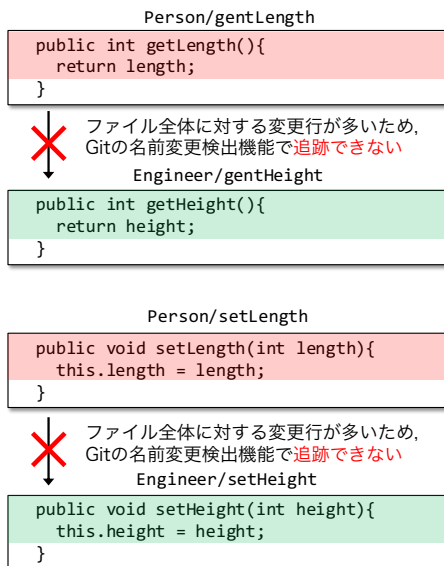 Person/gentLength
public int getLength(){
return length;
}
ファイル全体に対する変更行が多いため,
Gitの名前変更検出機能で追跡できない
Engineer/gentHeight
public int getHeight(){
return height;
}
Person/setLength
public void setLength(int length){
this.length = length;
}
ファイル全体に対する変更行が多いため,
Gitの名前変更検出機能で追跡できない
Engineer/setHeight
public void setHeight(int height){
this.height = height;
}